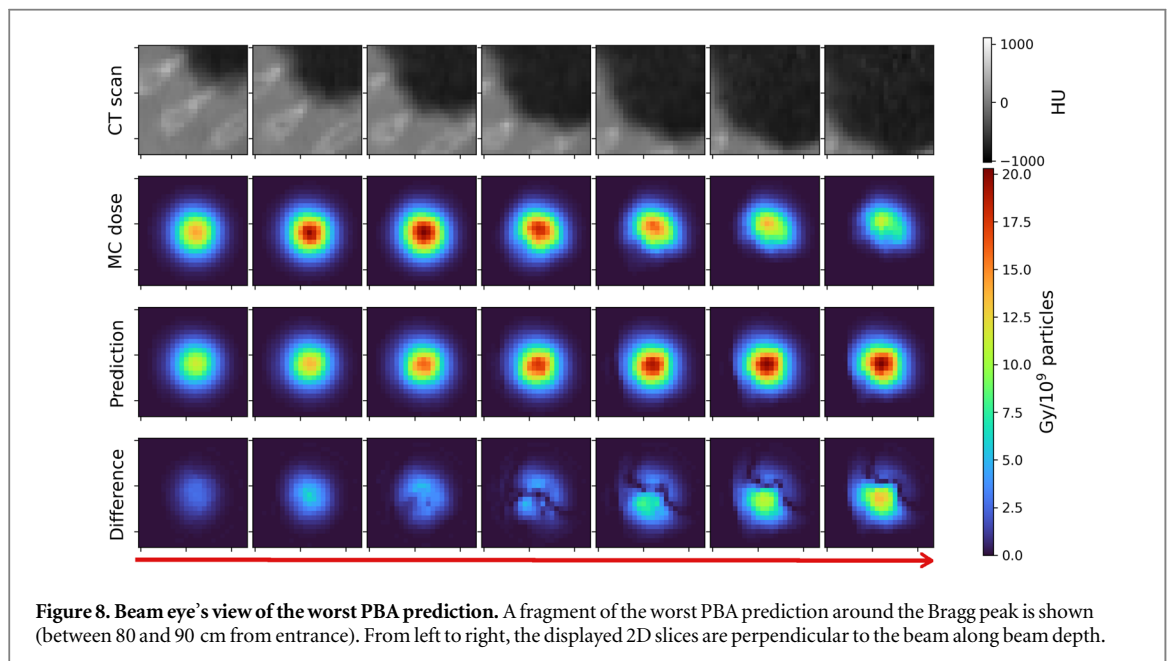 CT scan
1000
0
−1000
HU
MC dose
Prediction
Difference
20.0
17.5
15.0
12.5
10.0
7.5
5.0
2.5
0.0
Gy/10⁹ particles
Figure 8. Beam eye's view of the worst PBA prediction. A fragment of the worst PBA prediction around the Bragg peak is shown
(between 80 and 90 cm from entrance). From left to right, the displayed 2D slices are perpendicular to the beam along beam depth.